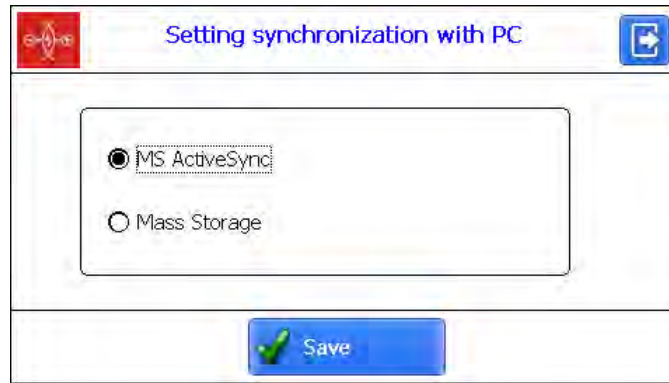 Setting synchronization with PC
MS ActiveSync
Mass Storage
Save